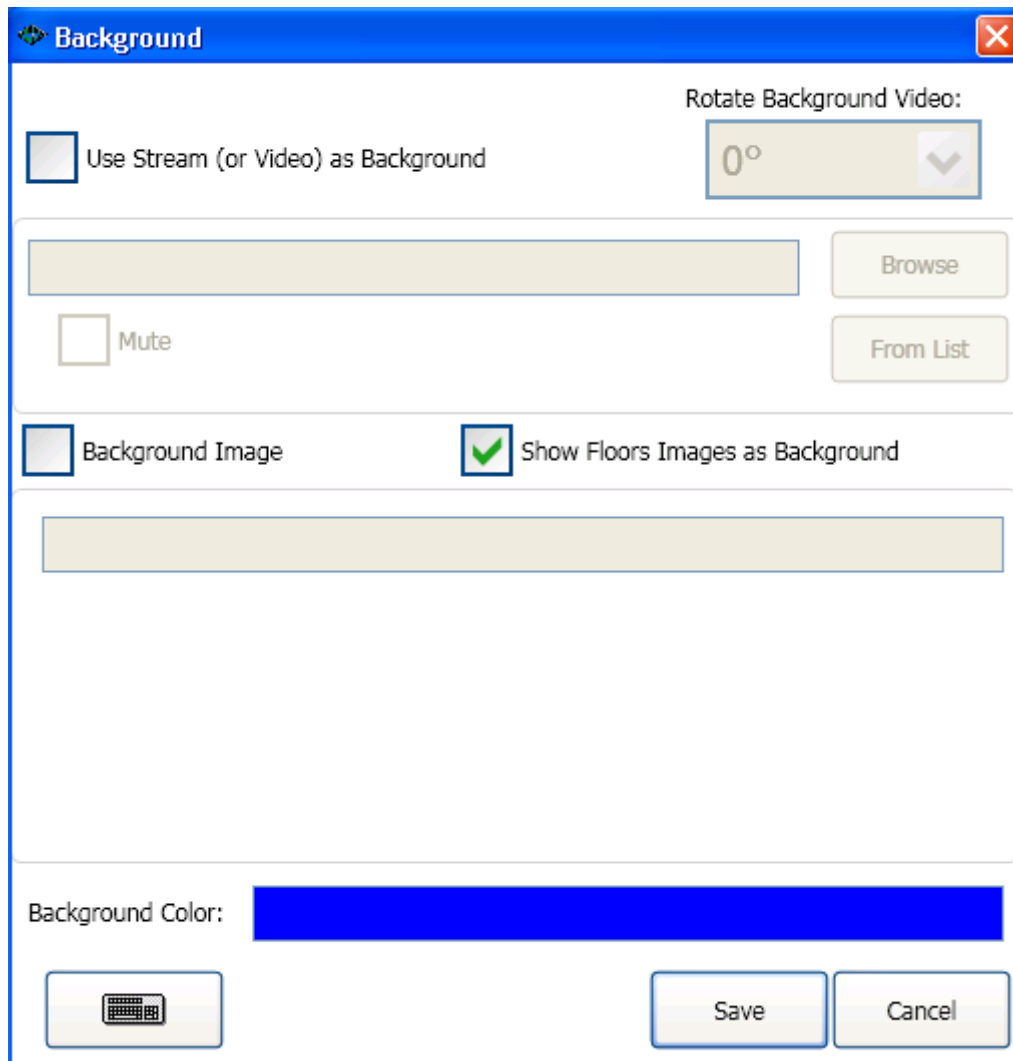 Background
Rotate Background Video:
Use Stream (or Video) as Background
0°
Browse
Mute
From List
Background Image
Show Floors Images as Background
Background Color:
Save
Cancel